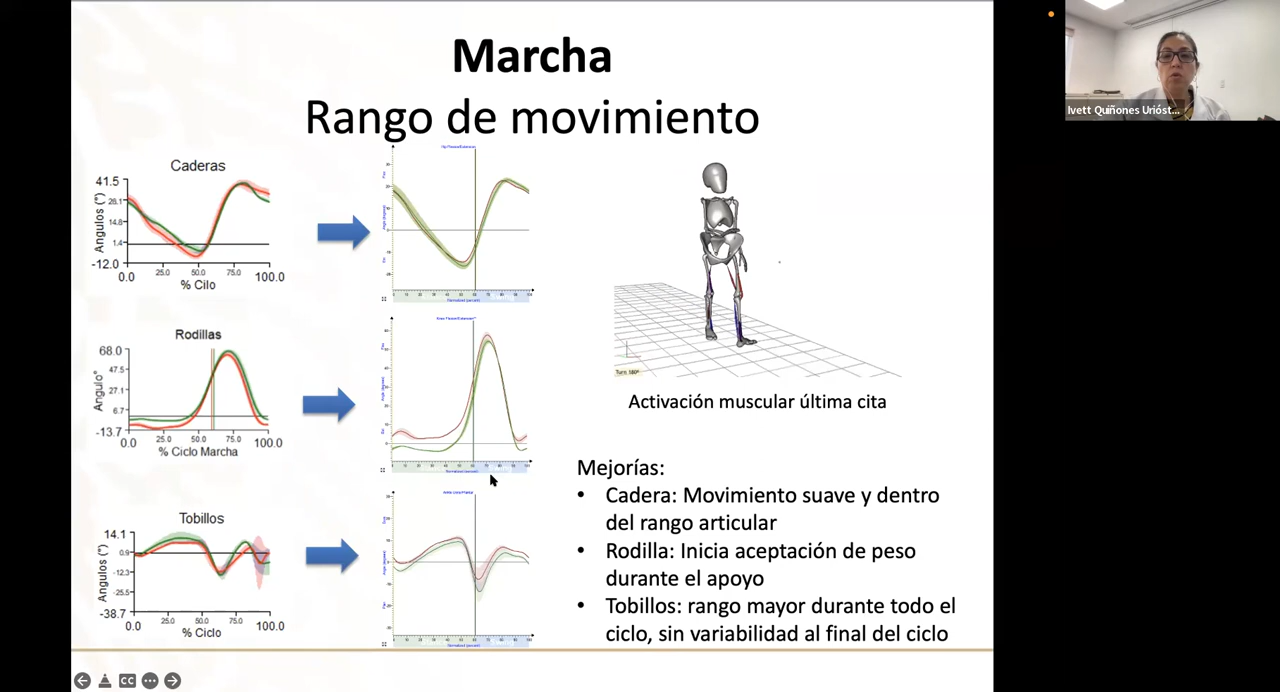 Marcha
Rango de movimiento
Ivett Quiñones Urióst...
Caderas
41.5
28.1
14.8
1.4
-12.0
Angulos (°)
0.0 25.0 50.0 75.0 100.0
% Cilo
Rodillas
68.0
47.5
27.1
6.7
-13.7
Angulo°
0.0 25.0 50.0 75.0 100.0
% Ciclo Marcha
Tobillos
14.1
0.9
-12.3
-25.5
-38.7
Angulos (°)
0.0 25.0 50.0 75.0 100.0
% Ciclo
Turn 180°
Activación muscular última cita
Mejorías:
• Cadera: Movimiento suave y dentro
del rango articular
• Rodilla: Inicia aceptación de peso
durante el apoyo
• Tobillos: rango mayor durante todo el
ciclo, sin variabilidad al final del ciclo
CC